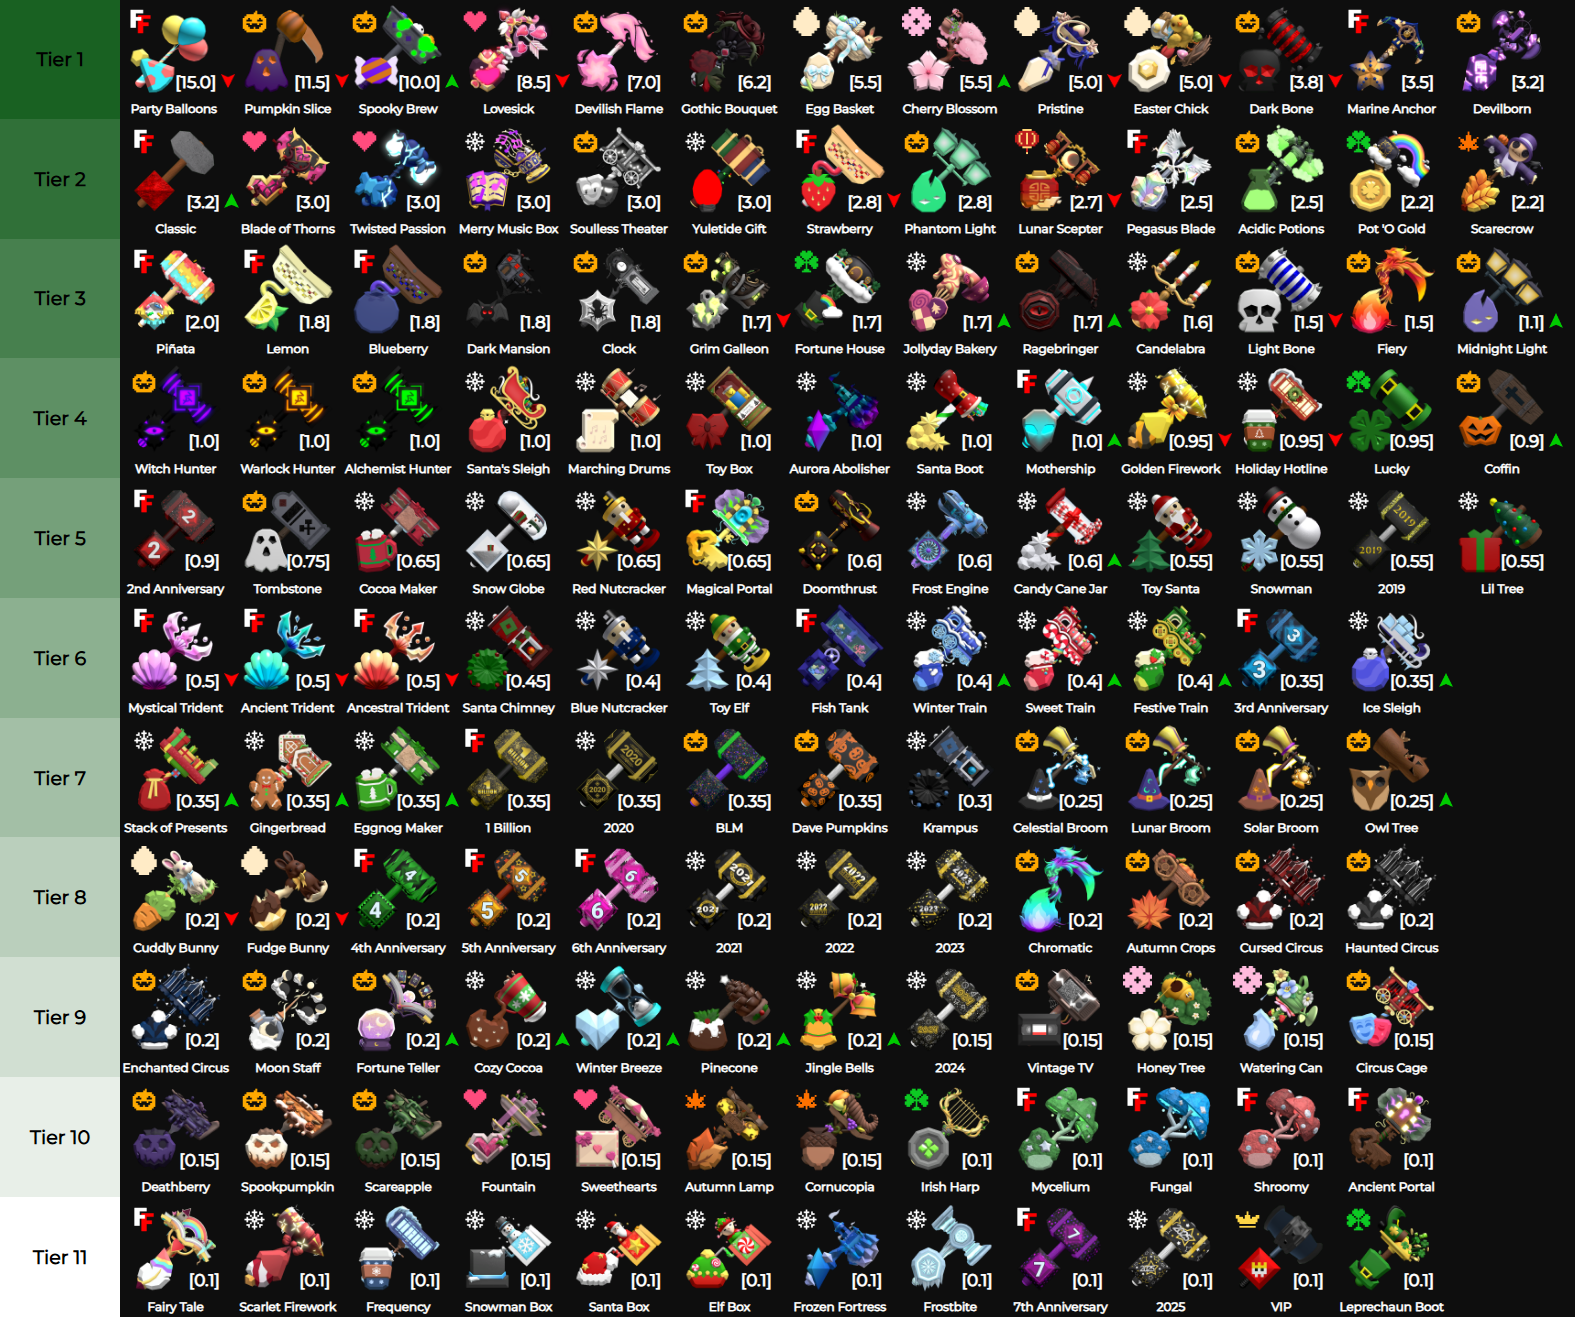 Tier 1
[15.0] [11.5] [10.0] [8.5] [7.0] [6.2] [5.5] [5.5] [5.0] [5.0] [3.8] [3.5] [3.2]
Party Balloons Pumpkin Slice Spooky Brew Lovesick Devilish Flame Gothic Bouquet Egg Basket Cherry Blossom Pristine Easter Chick Dark Bone Marine Anchor Devilborn
Tier 2
[3.2] [3.0] [3.0] [3.0] [3.0] [3.0] [2.8] [2.8] [2.7] [2.5] [2.5] [2.2] [2.2]
Classic Blade of Thorns Twisted Passion Merry Music Box Soulless Theater Yuletide Gift Strawberry Phantom Light Lunar Scepter Pegasus Blade Acidic Potions Pot 'O Gold Scarecrow
Tier 3
[2.0] [1.8] [1.8] [1.8] [1.8] [1.7] [1.7] [1.7] [1.7] [1.6] [1.5] [1.5] [1.1]
Piñata Lemon Blueberry Dark Mansion Clock Grim Galleon Fortune House Jollyday Bakery Ragebringer Candelabra Light Bone Fiery Midnight Light
Tier 4
[1.0] [1.0] [1.0] [1.0] [1.0] [1.0] [1.0] [1.0] [1.0] [0.95] [0.95] [0.95] [0.9]
Witch Hunter Warlock Hunter Alchemist Hunter Santa's Sleigh Marching Drums Toy Box Aurora Abolisher Santa Boot Mothership Golden Firework Holiday Hotline Lucky Coffin
Tier 5
[0.9] [0.75] [0.65] [0.65] [0.65] [0.65] [0.6] [0.6] [0.6] [0.55] [0.55] [0.55] [0.55]
2nd Anniversary Tombstone Cocoa Maker Snow Globe Red Nutcracker Magical Portal Doomthrust Frost Engine Candy Cane Jar Toy Santa Snowman 2019 Lil Tree
Tier 6
[0.5] [0.5] [0.5] [0.45] [0.4] [0.4] [0.4] [0.4] [0.4] [0.4] [0.35] [0.35]
Mystical Trident Ancient Trident Ancestral Trident Santa Chimney Blue Nutcracker Toy Elf Fish Tank Winter Train Sweet Train Festive Train 3rd Anniversary Ice Sleigh
Tier 7
[0.35] [0.35] [0.35] [0.35] [0.35] [0.35] [0.35] [0.3] [0.25] [0.25] [0.25] [0.25]
Stack of Presents Gingerbread Eggnog Maker 1 Billion 2020 BLM Dave Pumpkins Krampus Celestial Broom Lunar Broom Solar Broom Owl Tree
Tier 8
[0.2] [0.2] [0.2] [0.2] [0.2] [0.2] [0.2] [0.2] [0.2] [0.2] [0.2] [0.2]
Cuddly Bunny Fudge Bunny 4th Anniversary 5th Anniversary 6th Anniversary 2021 2022 2023 Chromatic Autumn Crops Cursed Circus Haunted Circus
Tier 9
[0.2] [0.2] [0.2] [0.2] [0.2] [0.2] [0.2] [0.15] [0.15] [0.15] [0.15] [0.15]
Enchanted Circus Moon Staff Fortune Teller Cozy Cocoa Winter Breeze Pinecone Jingle Bells 2024 Vintage TV Honey Tree Watering Can Circus Cage
Tier 10
[0.15] [0.15] [0.15] [0.15] [0.15] [0.15] [0.15] [0.1] [0.1] [0.1] [0.1] [0.1]
Deathberry Spookpumpkin Scareapple Fountain Sweethearts Autumn Lamp Cornucopia Irish Harp Mycelium Fungal Shroomy Ancient Portal
Tier 11
[0.1] [0.1] [0.1] [0.1] [0.1] [0.1] [0.1] [0.1] [0.1] [0.1] [0.1] [0.1]
Fairy Tale Scarlet Firework Frequency Snowman Box Santa Box Elf Box Frozen Fortress Frostbite 7th Anniversary 2025 VIP Leprechaun Boot